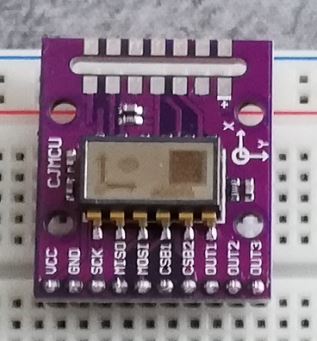 +
X
Y
CJMCU
VCC
GND
SCK
MISO
MOSI
CSB1
CSB2
OUT1
OUT2
OUT3